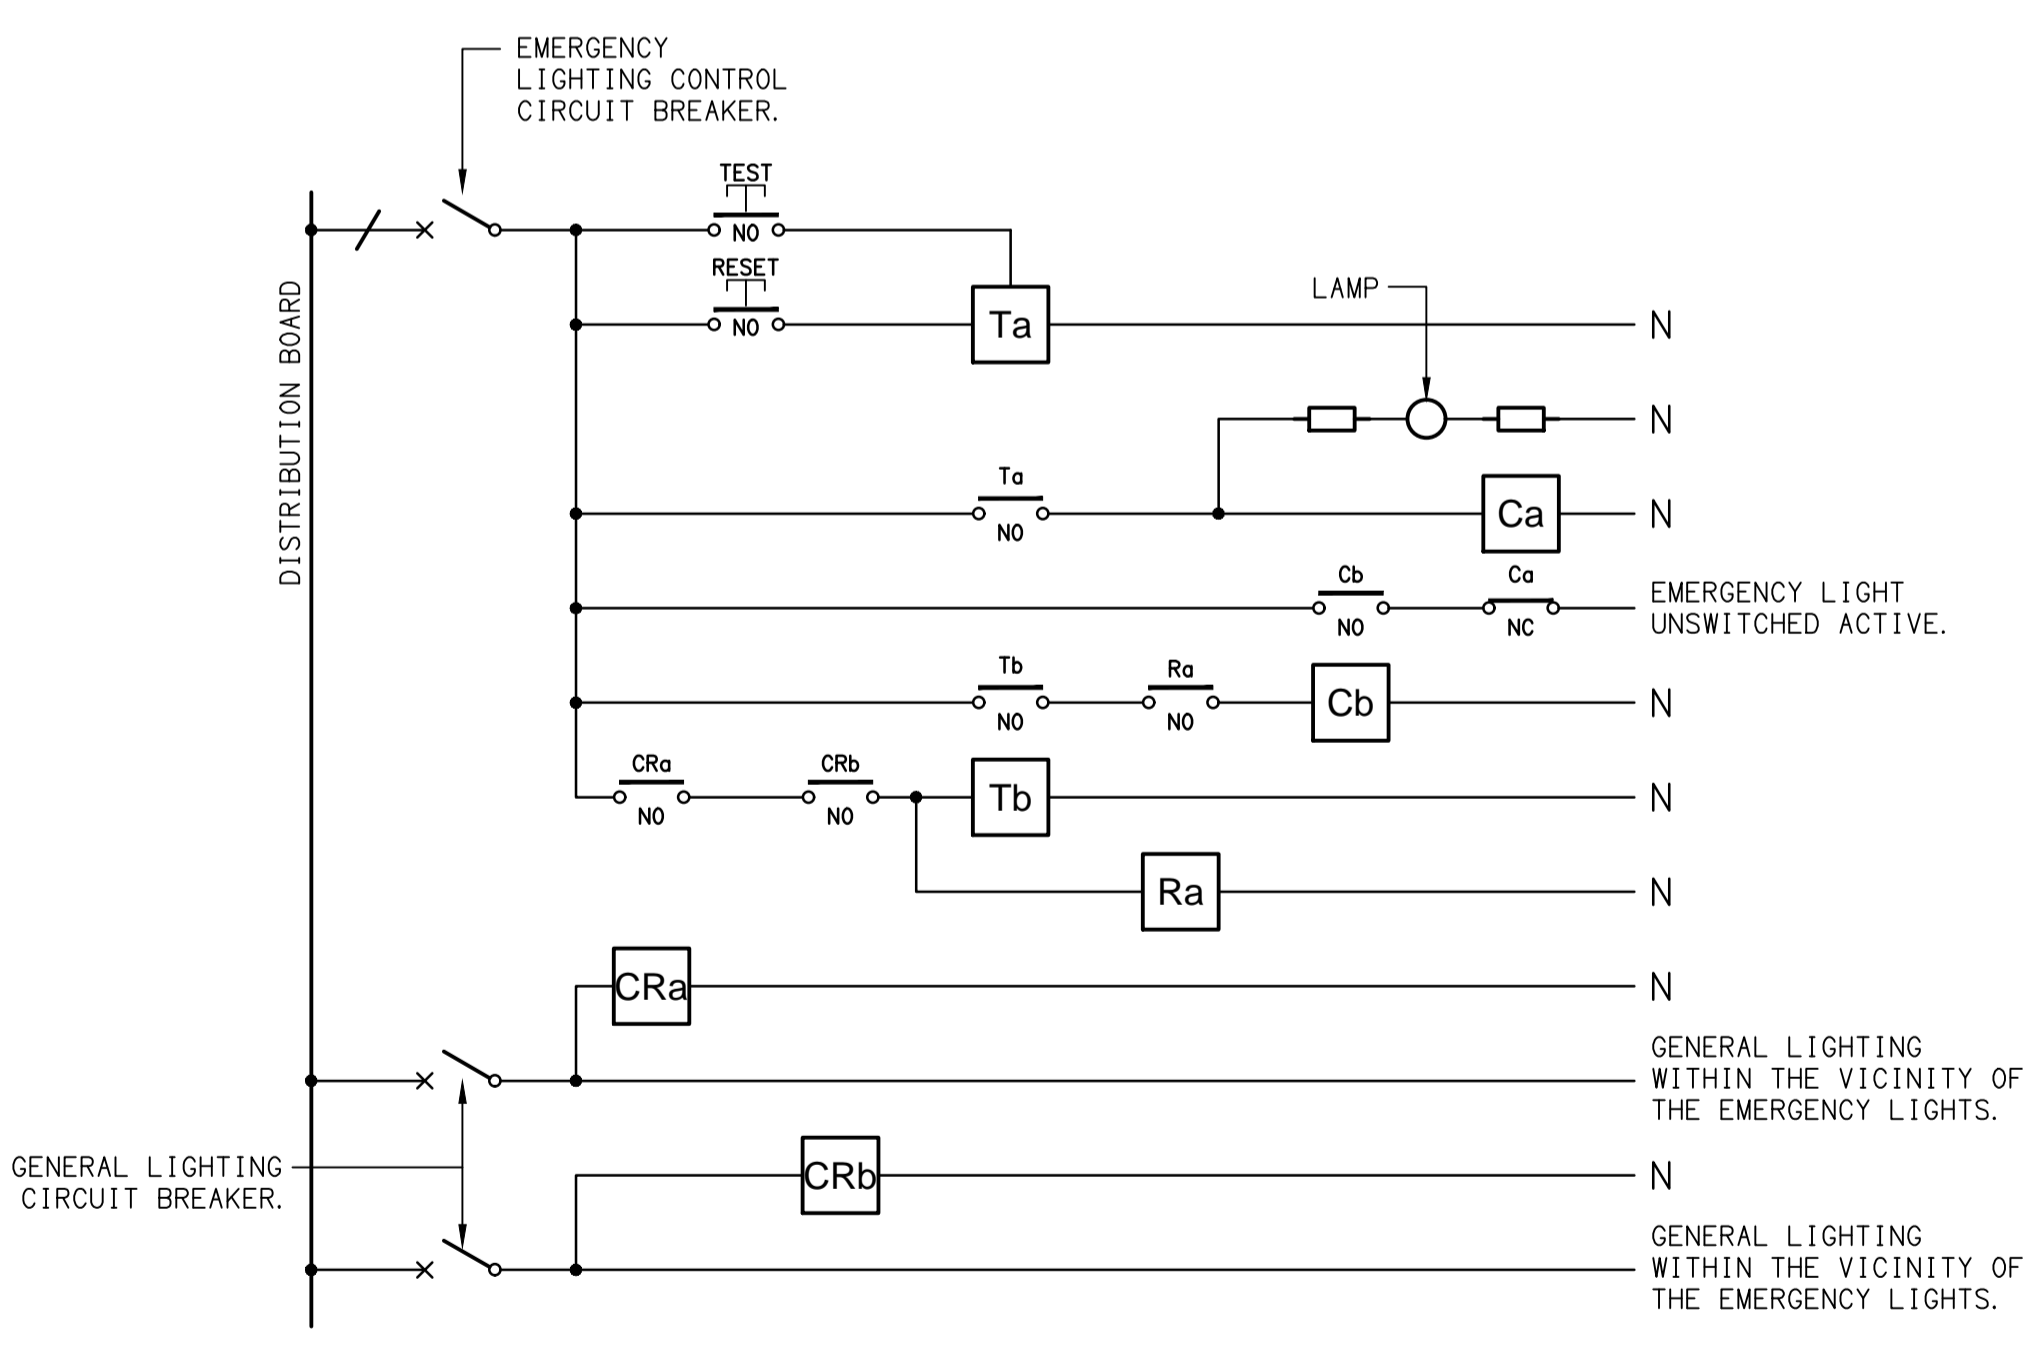 EMERGENCY
LIGHTING CONTROL
CIRCUIT BREAKER.
TEST
NO
RESET
NO
Ta
N
LAMP
N
DISTRIBUTION BOARD
Ta
NO
Ca
N
Cb
NO
Ca
NC
EMERGENCY LIGHT
UNSWITCHED ACTIVE.
Tb
NO
Ra
NO
Cb
N
CRa
NO
CRb
NO
Tb
N
Ra
N
CRa
N
GENERAL LIGHTING
WITHIN THE VICINITY OF
THE EMERGENCY LIGHTS.
GENERAL LIGHTING
CIRCUIT BREAKER.
CRb
N
GENERAL LIGHTING
WITHIN THE VICINITY OF
THE EMERGENCY LIGHTS.